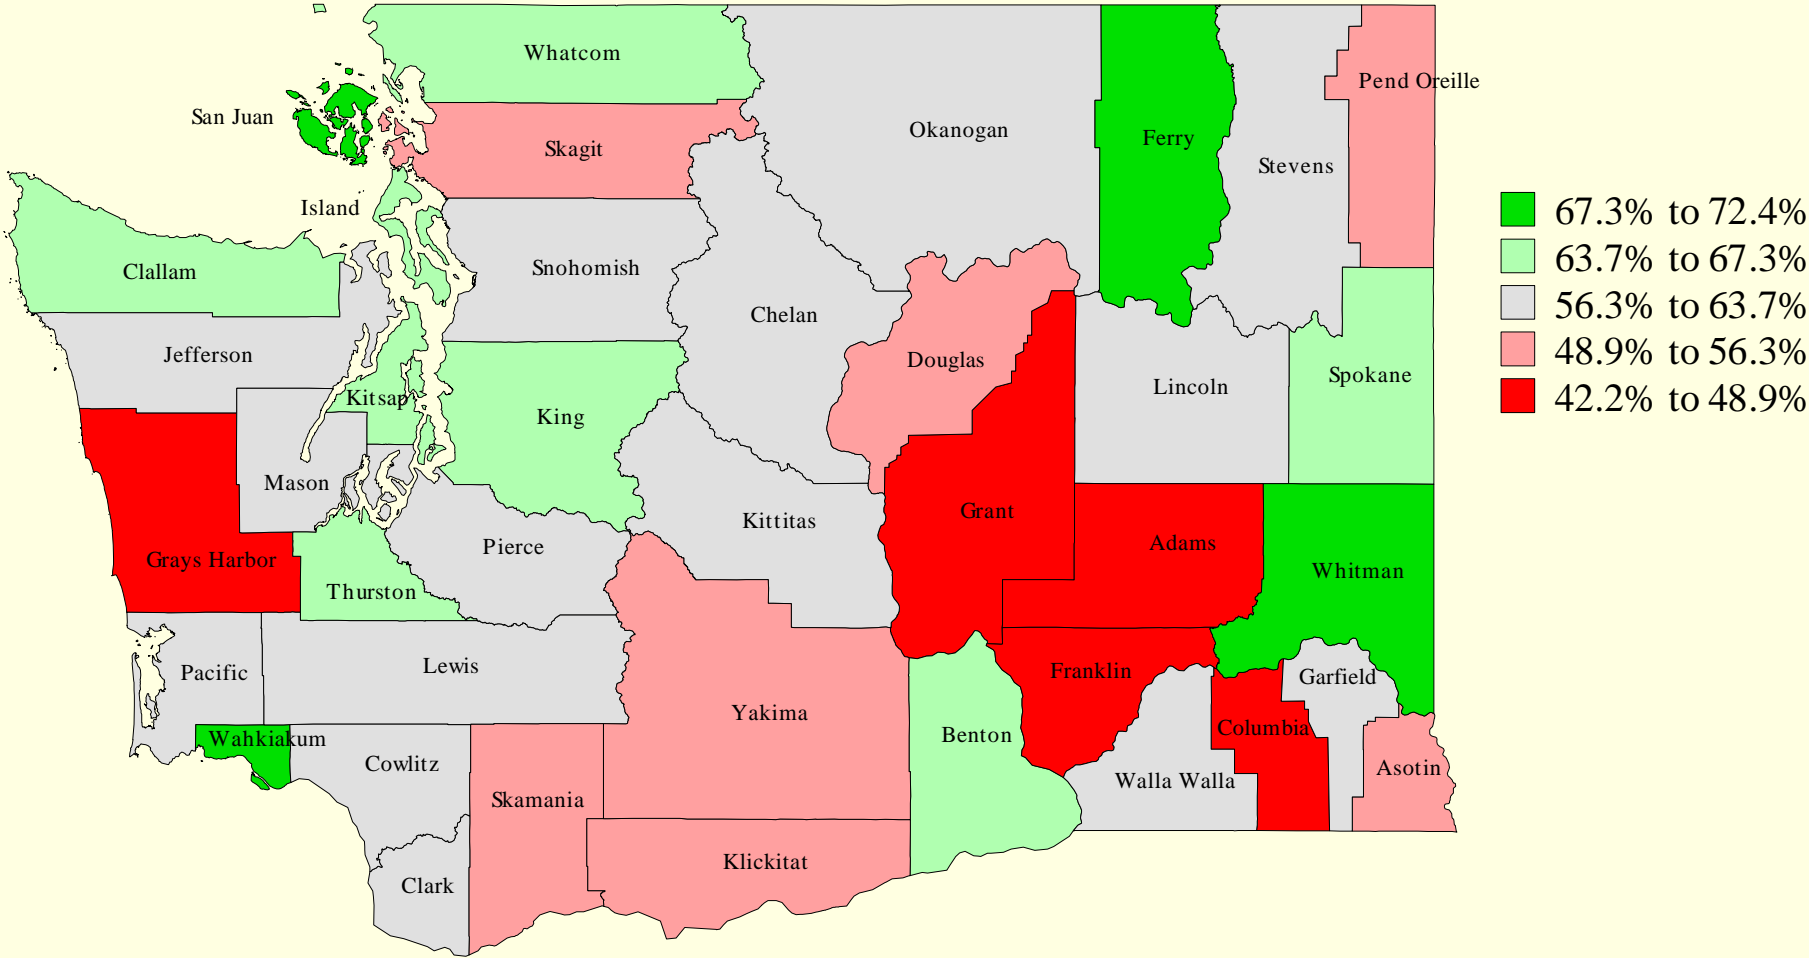 Whatcom
Pend Oreille
San Juan
Okanogan
Ferry
Skagit
Stevens
Island
67.3% to 72.4%
63.7% to 67.3%
56.3% to 63.7%
48.9% to 56.3%
42.2% to 48.9%
Clallam
Snohomish
Chelan
Jefferson
Douglas
Spokane
Lincoln
Kitsap
King
Mason
Grant
Kittitas
Adams
Pierce
Grays Harbor
Whitman
Thurston
Lewis
Pacific
Franklin
Garfield
Yakima
Columbia
Benton
Wahkiakum
Cowlitz
Asotin
Walla Walla
Skamania
Klickitat
Clark